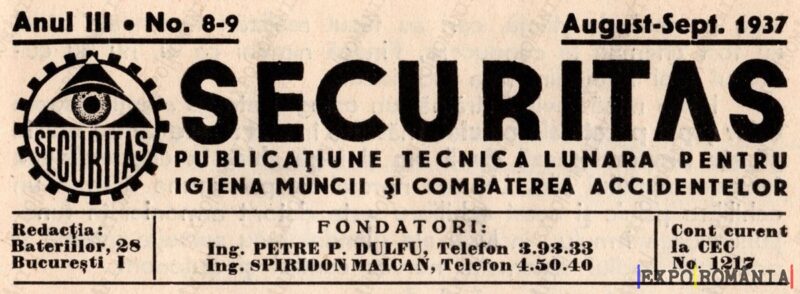 Anul III • No. 8-9
August-Sept. 1937
SECURITAS
SECURITAS
PUBLICAŢIUNE TECNICA LUNARA PENTRU
IGIENA MUNCII ŞI COMBATEREA ACCIDENTELOR
Redacţia:
Bateriilor, 28
Bucureşti I
FONDATORI:
Ing. PETRE P. DULFU, Telefon 3.93.33
Ing. SPIRIDON MAICAN, Telefon 4.50.40
Cont curent
la CEC
No. 1217
EXPO ROMÂNIA